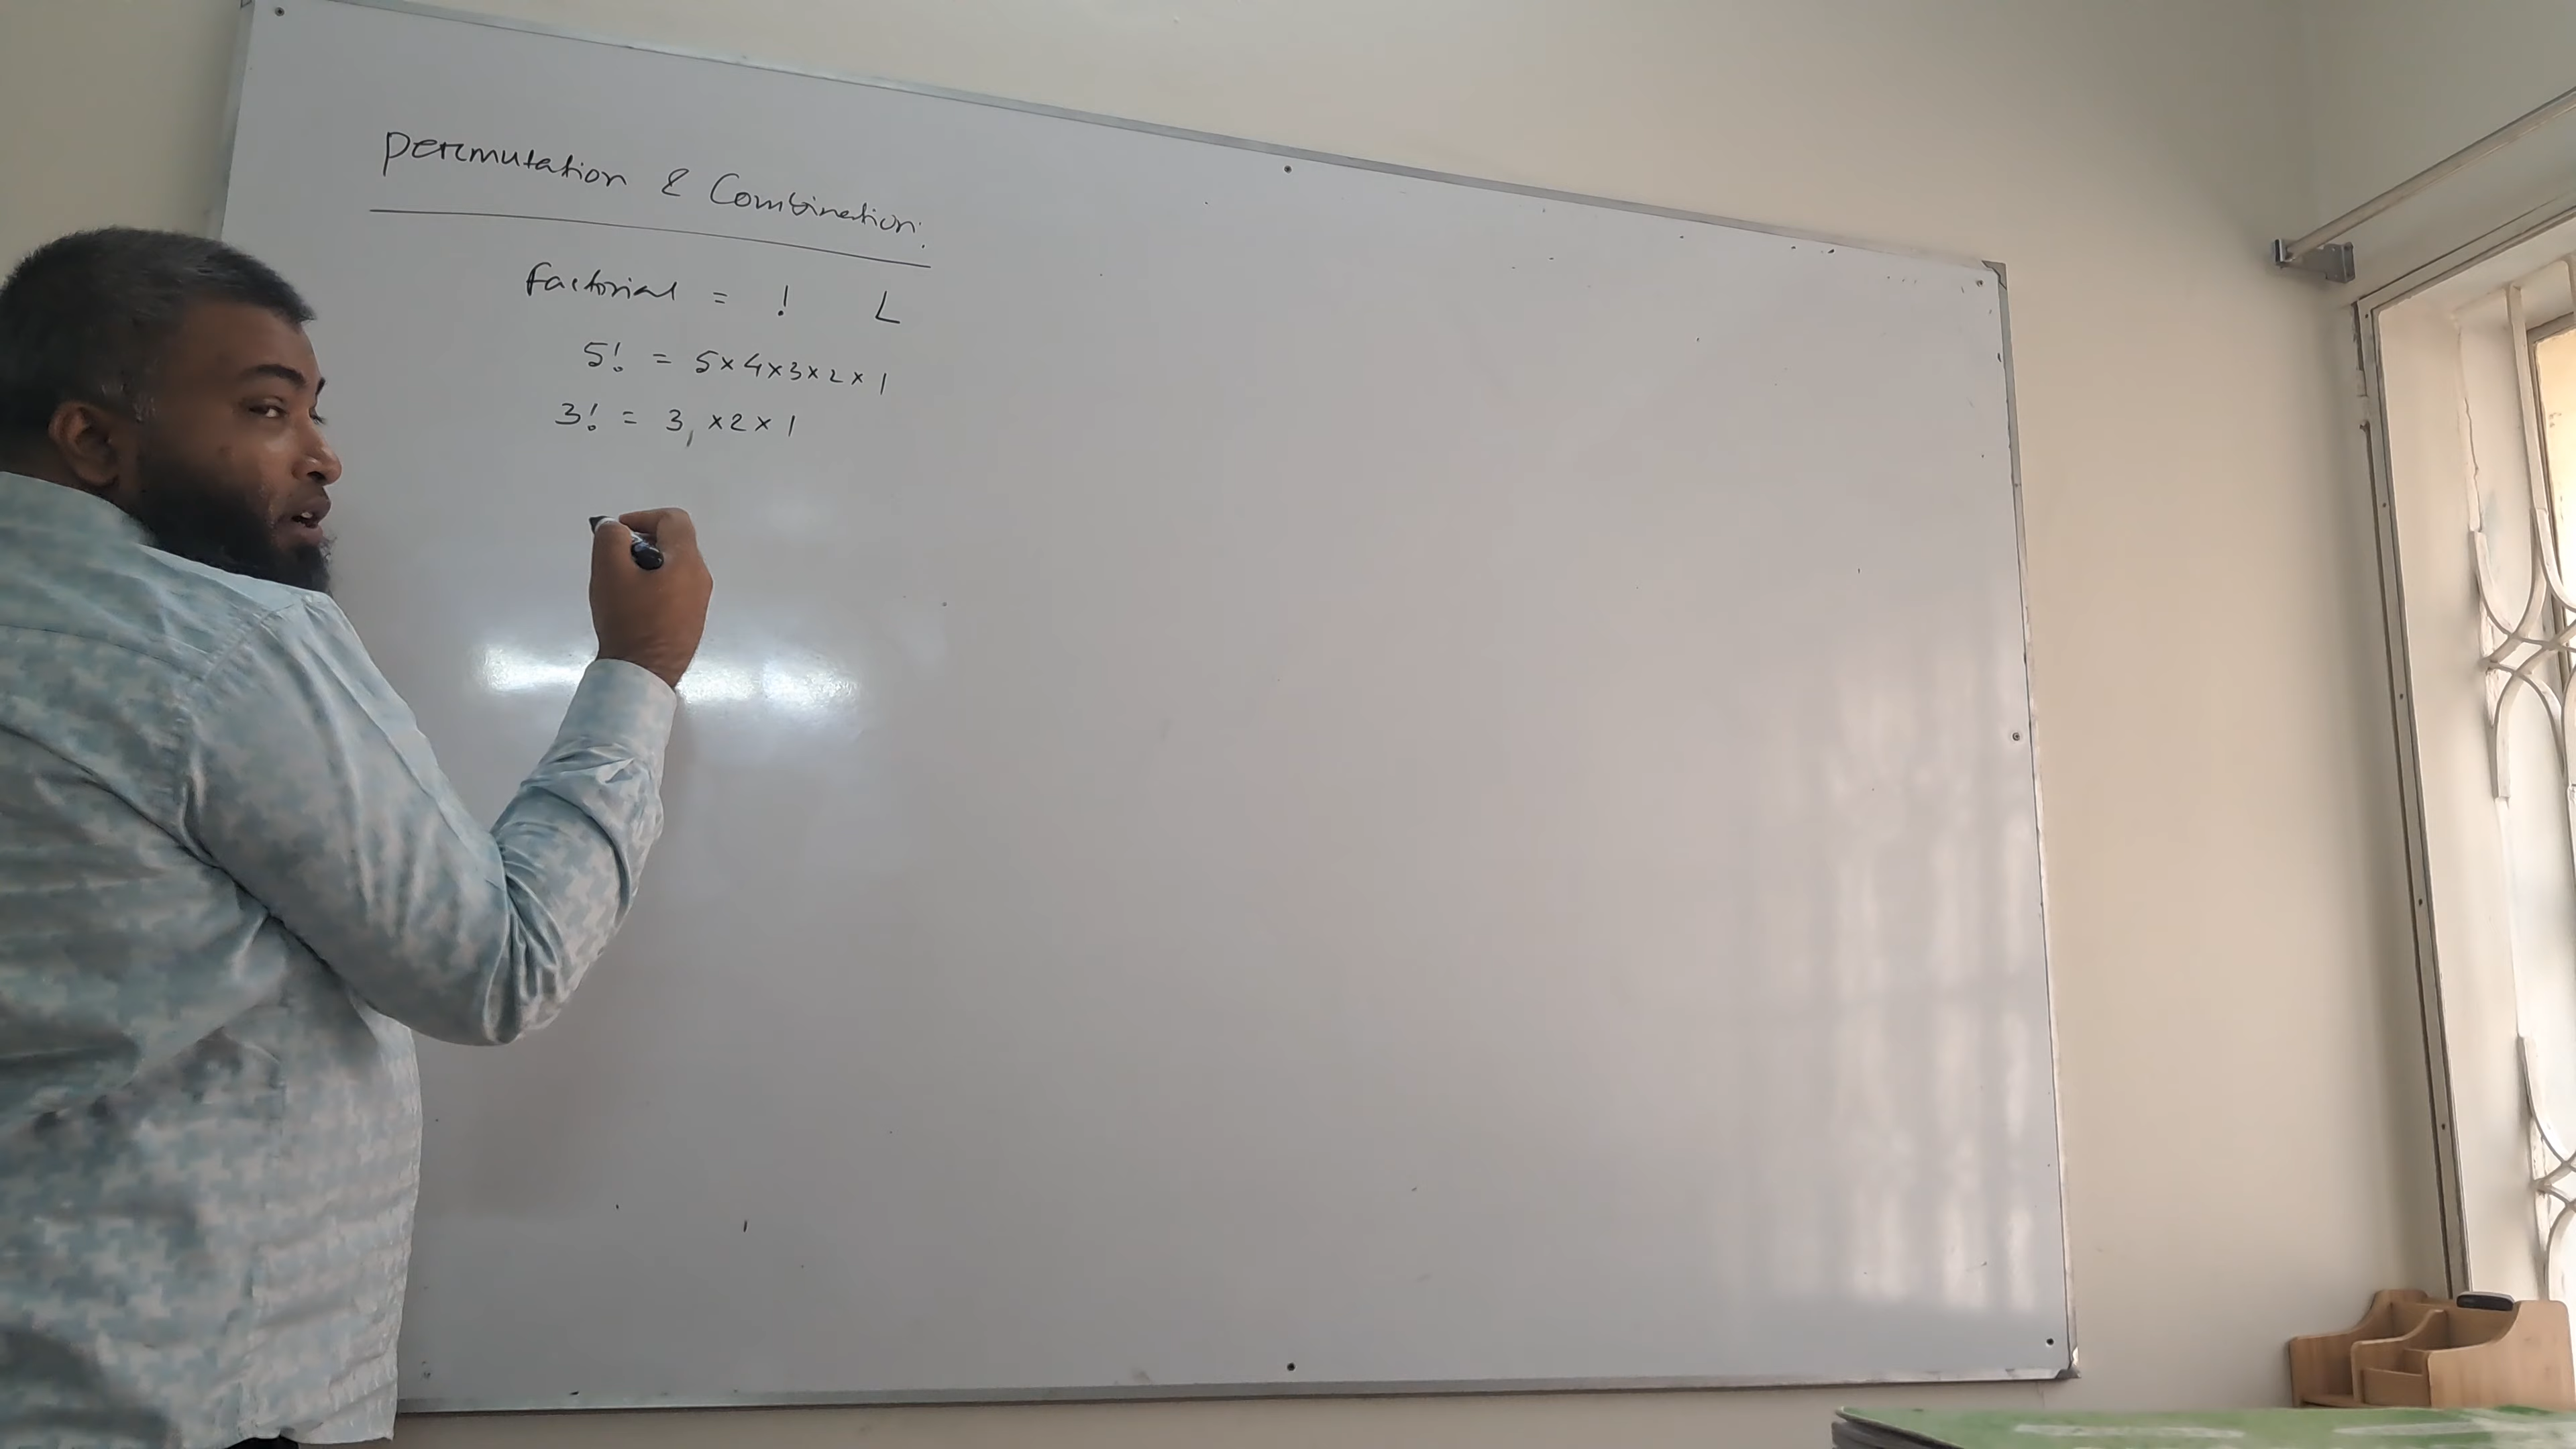 Permutation & Combination:
factorial = ! L
5! = 5×4×3×2×1
3! = 3 ×2×1